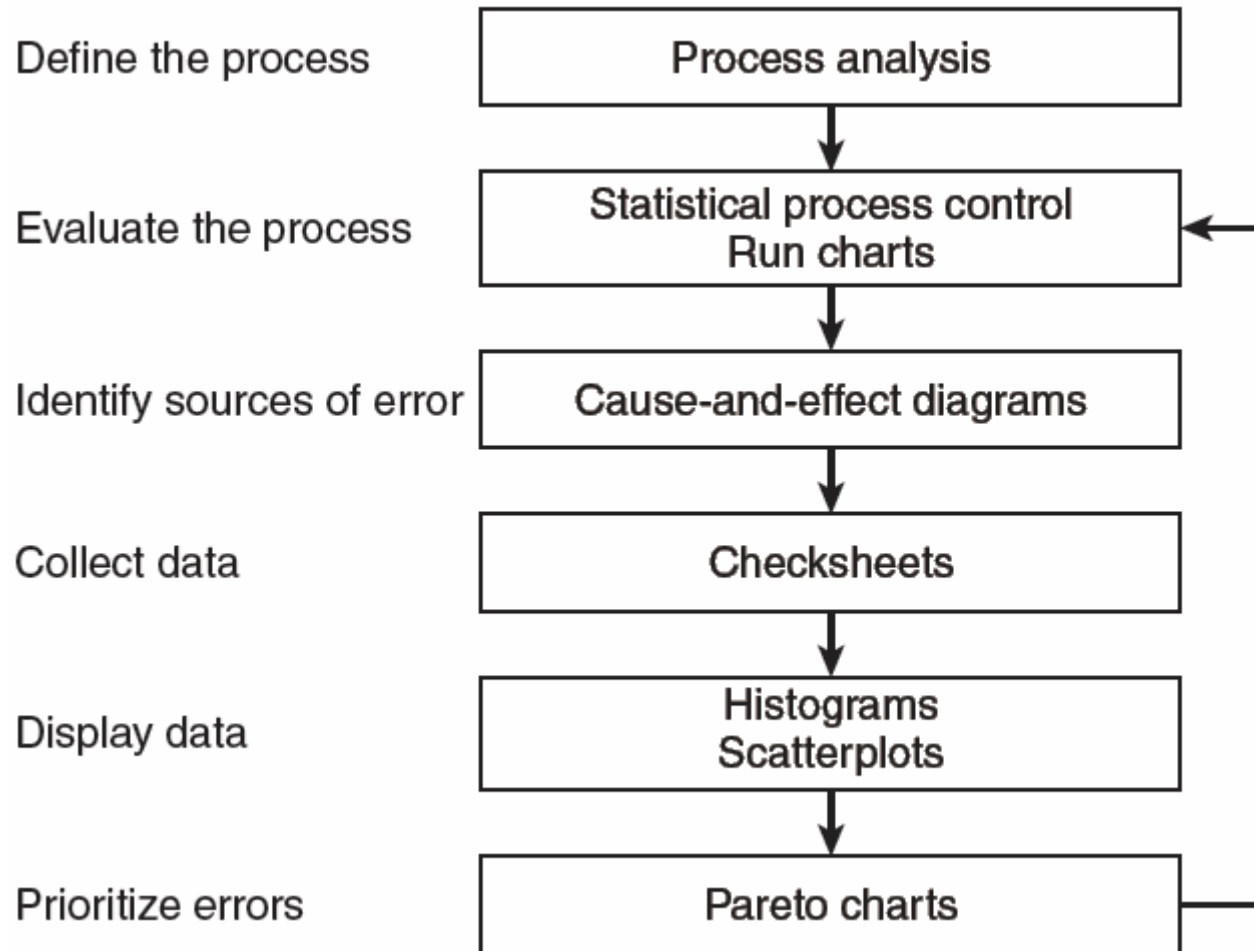 Define the process
Process analysis
Evaluate the process
Statistical process control
Run charts
Identify sources of error
Cause-and-effect diagrams
Collect data
Checksheets
Display data
Histograms
Scatterplots
Prioritize errors
Pareto charts